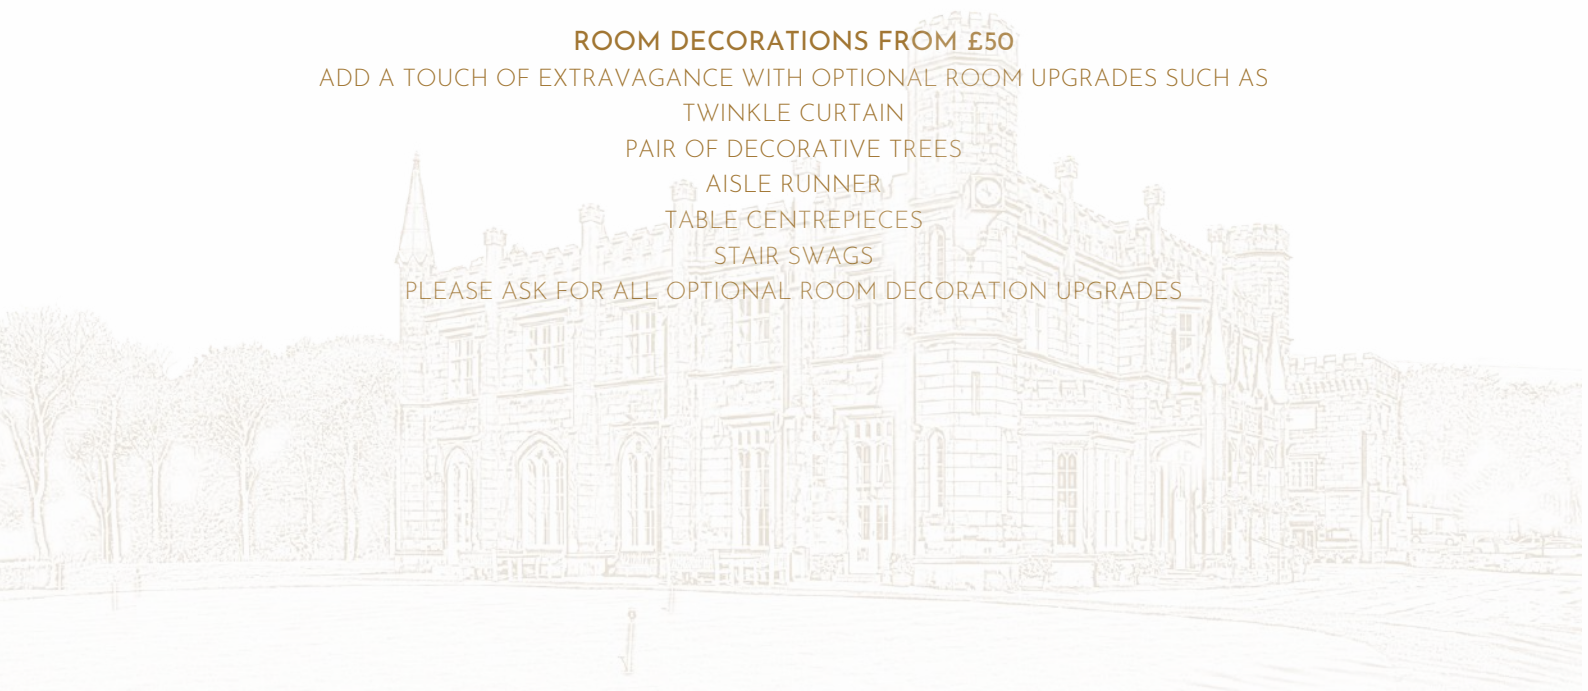 ROOM DECORATIONS FROM £50
ADD A TOUCH OF EXTRAVAGANCE WITH OPTIONAL ROOM UPGRADES SUCH AS
TWINKLE CURTAIN
PAIR OF DECORATIVE TREES
AISLE RUNNER
TABLE CENTREPIECES
STAIR SWAGS
PLEASE ASK FOR ALL OPTIONAL ROOM DECORATION UPGRADES